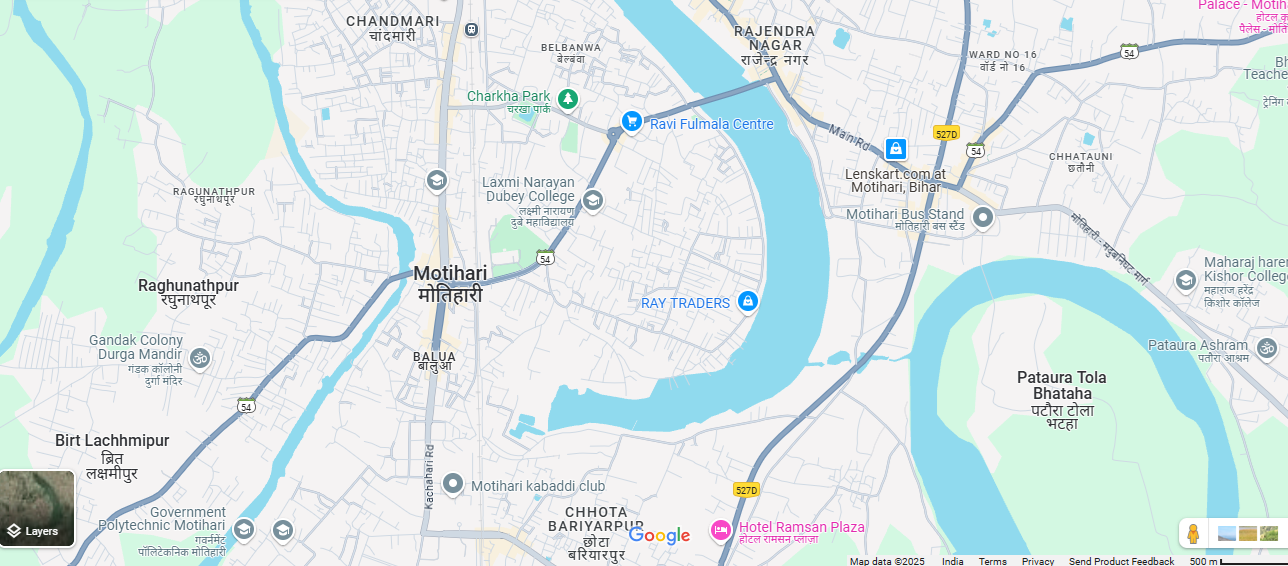 Palace - Motiha
होटल क
पैलेस - मोति
CHANDMARI
चांदमारी
RAJENDRA
NAGAR
राजेन्द्र नगर
BELBANWA
बेलबंवा
WARD NO 16
वॉर्ड नो 16
54
Bh
Teache
ट्रेनिंग
Charkha Park
चरखा पार्क
Ravi Fulmala Centre
Main Rd
527D
54
Lenskart.com at
Motihari, Bihar
CHHATAUNI
छतौनी
RAGUNATHPUR
रघुनाथपूर
Laxmi Narayan
Dubey College
लक्ष्मी नारायण
दुबे महाविद्यालय
Motihari Bus Stand
मोतिहारी बस स्टैंड
54
Motihari
मोतिहारी
Raghunathpur
रघुनाथपूर
RAY TRADERS
Maharaj haren
Kishor College
महाराज हरेंद्र
किशोर कॉलेज
Gandak Colony
Durga Mandir
गंडक कॉलोनी
दुर्गा मंदिर
BALUA
बालुआ
Pataura Ashram
पतौरा आश्रम
Pataura Tola
Bhataha
पटौरा टोला
भटहा
54
Birt Lachhmipur
ब्रित
लक्षमीपुर
Kachahari Rd
Motihari kabaddi club
527D
Layers
Government
Polytechnic Motihari
गवर्नमेंट
पॉलिटेकनिक मोतिहारी
CHHOTA
BARIYARPUR
छोटा
बरियारपुर
Google
Hotel Ramsan Plaza
होटल रामसन प्लाजा
Map data ©2025 India Terms Privacy Send Product Feedback 500 m